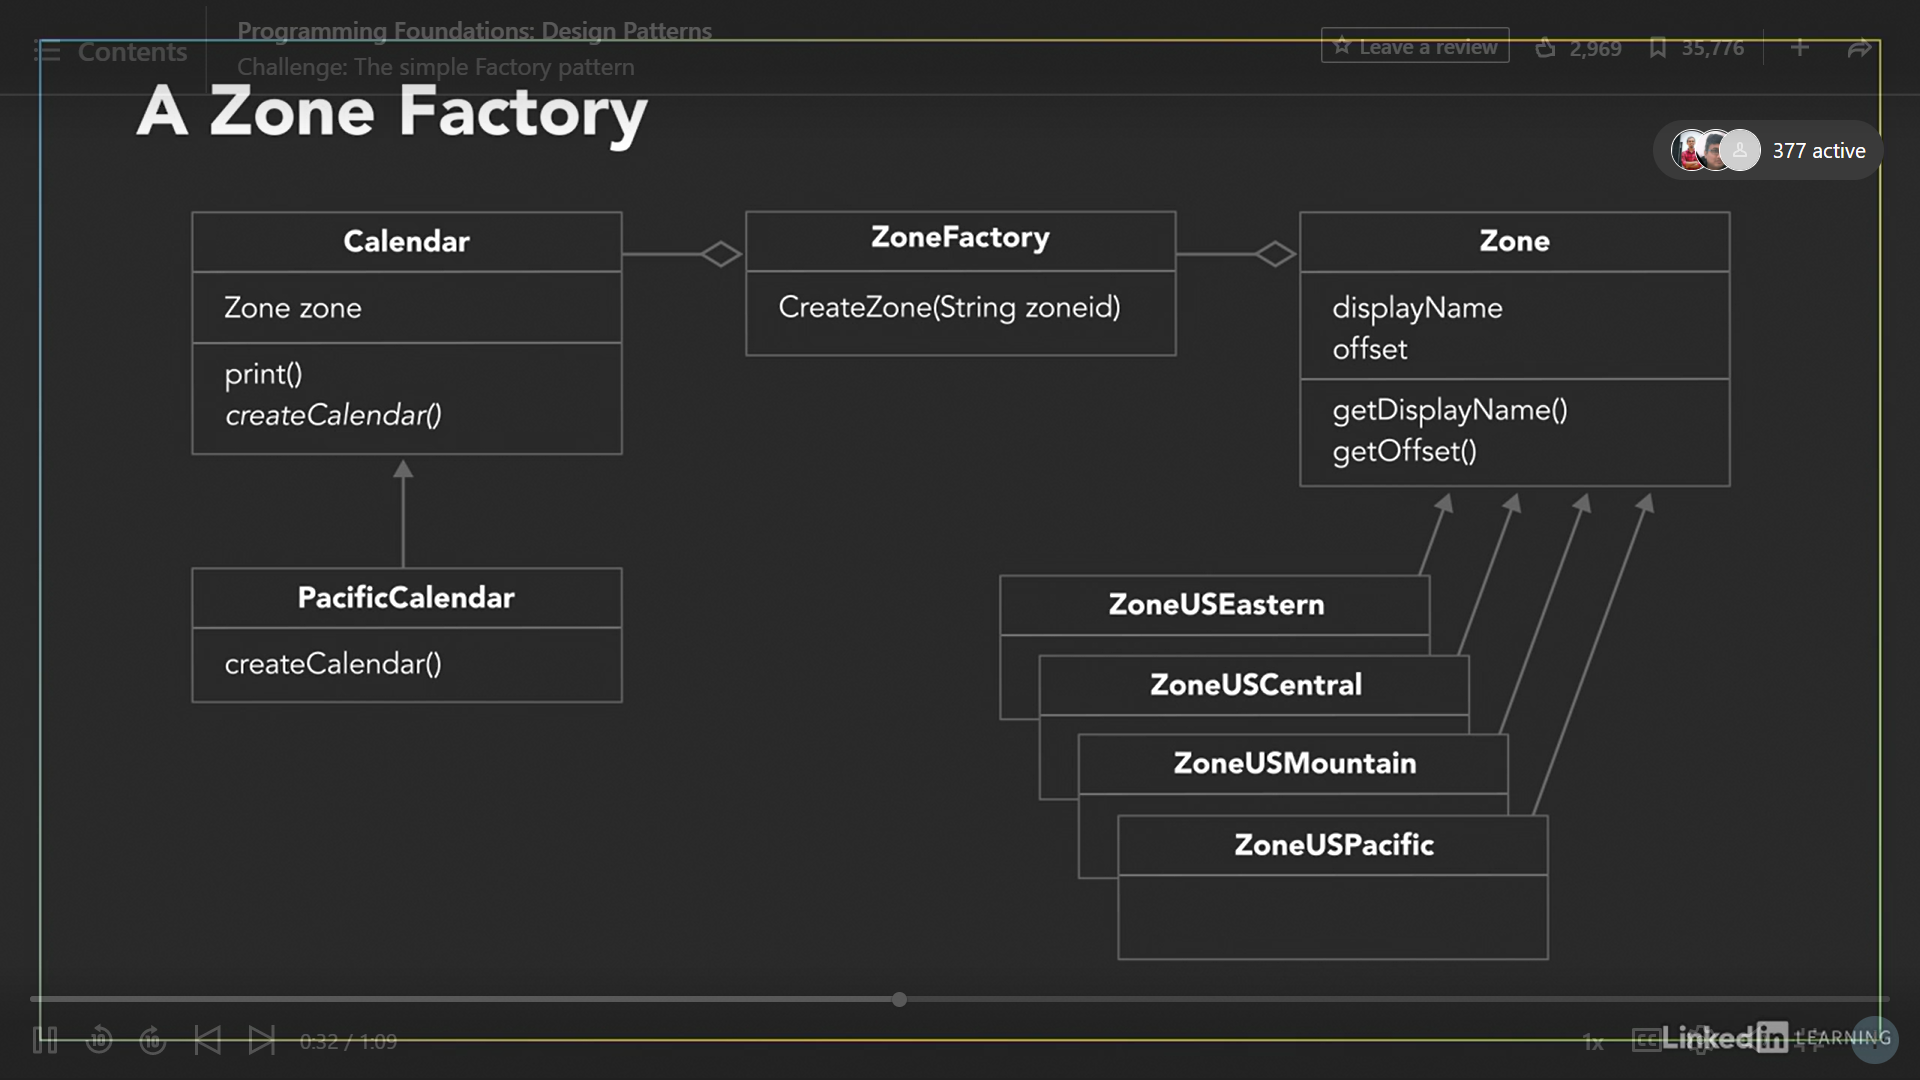 Contents
Programming Foundations: Design Patterns
Challenge: The simple Factory pattern
Leave a review
2,969
35,776
A Zone Factory
377 active
Calendar
Zone zone
print()
createCalendar()
ZoneFactory
CreateZone(String zoneid)
Zone
displayName
offset
getDisplayName()
getOffset()
PacificCalendar
createCalendar()
ZoneUSEastern
ZoneUSCentral
ZoneUSMountain
ZoneUSPacific
10
10
0:32 / 1:09
1x
CC
Linked in LEARNING